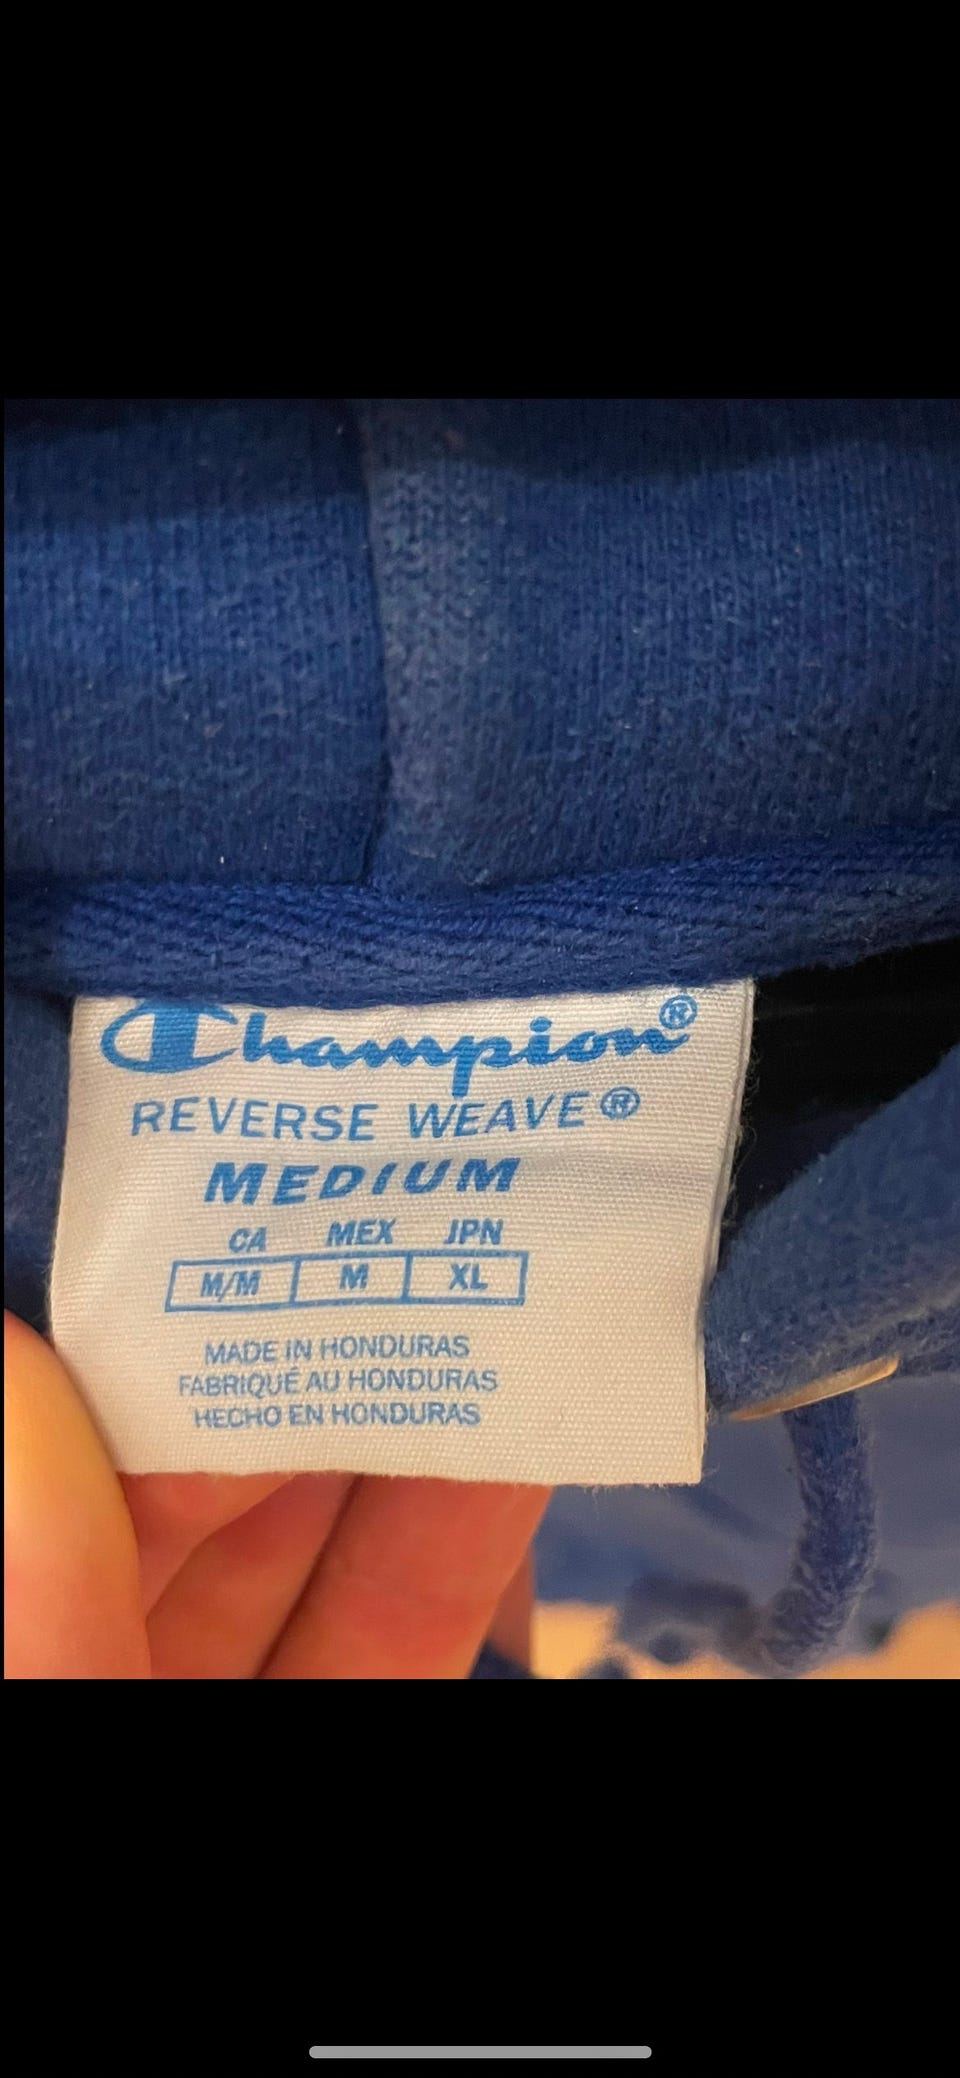 Champion®
REVERSE WEAVE®
MEDIUM
CA MEX JPN
M/M M XL
MADE IN HONDURAS
FABRIQUÉ AU HONDURAS
HECHO EN HONDURAS